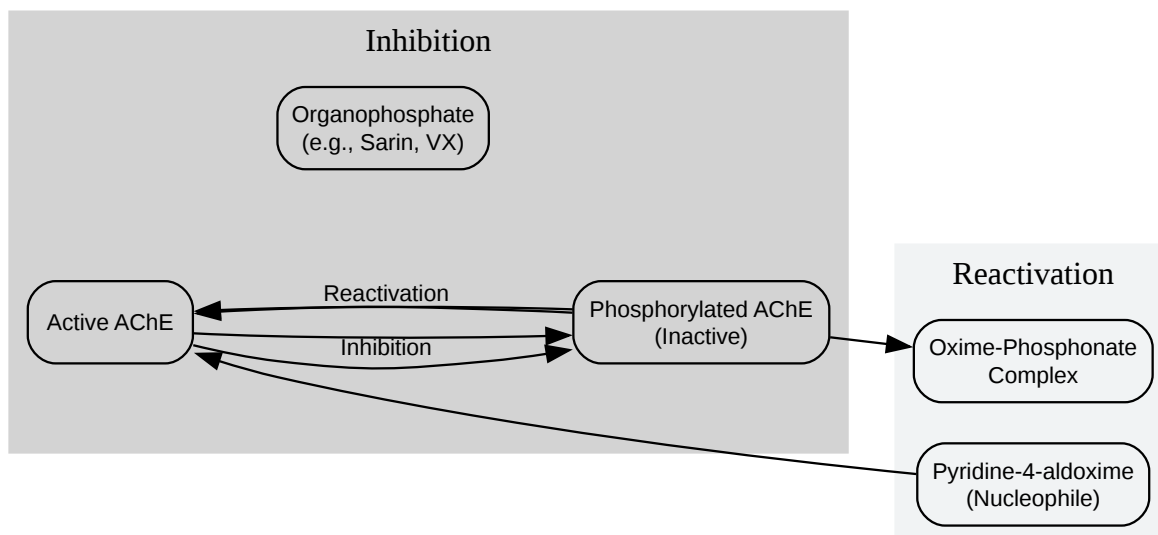 Inhibition
Organophosphate
(e.g., Sarin, VX)
Reactivation
Active AChE
Reactivation
Phosphorylated AChE
(Inactive)
Inhibition
Oxime-Phosphonate
Complex
Pyridine-4-aldoxime
(Nucleophile)